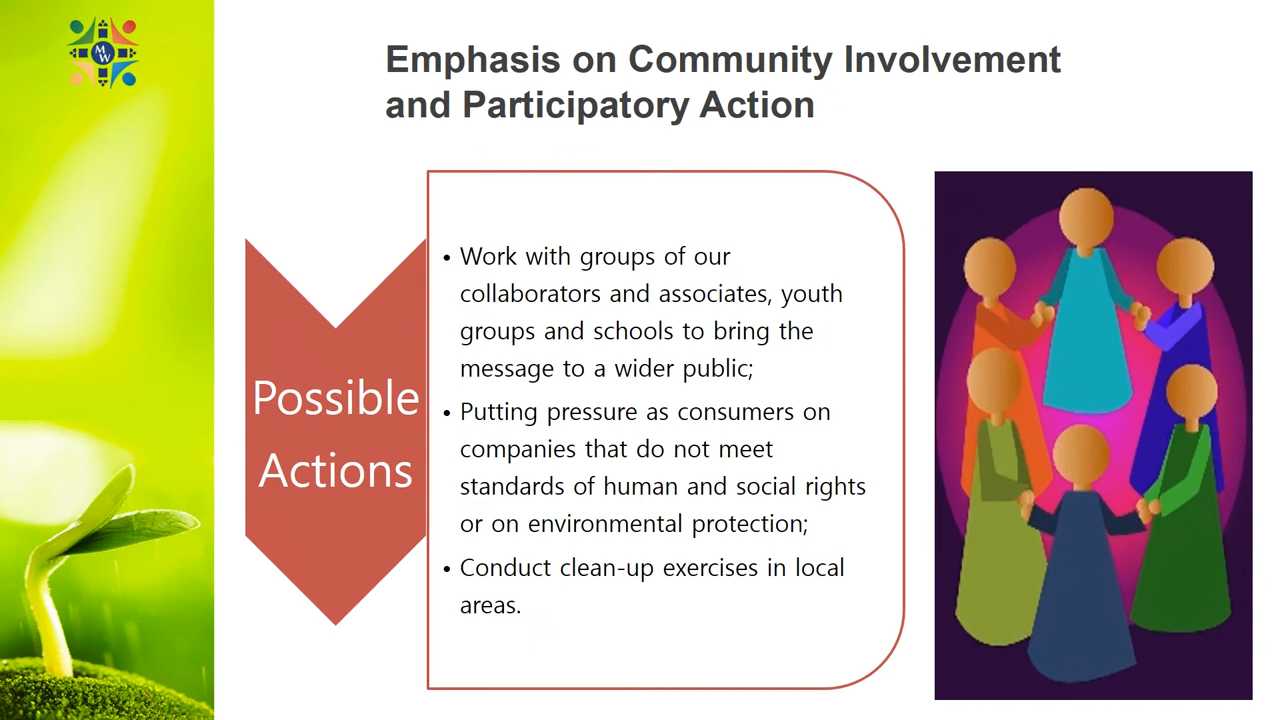 M
W
Emphasis on Community Involvement
and Participatory Action
Possible
Actions
• Work with groups of our
collaborators and associates, youth
groups and schools to bring the
message to a wider public;
• Putting pressure as consumers on
companies that do not meet
standards of human and social rights
or on environmental protection;
• Conduct clean-up exercises in local
areas.